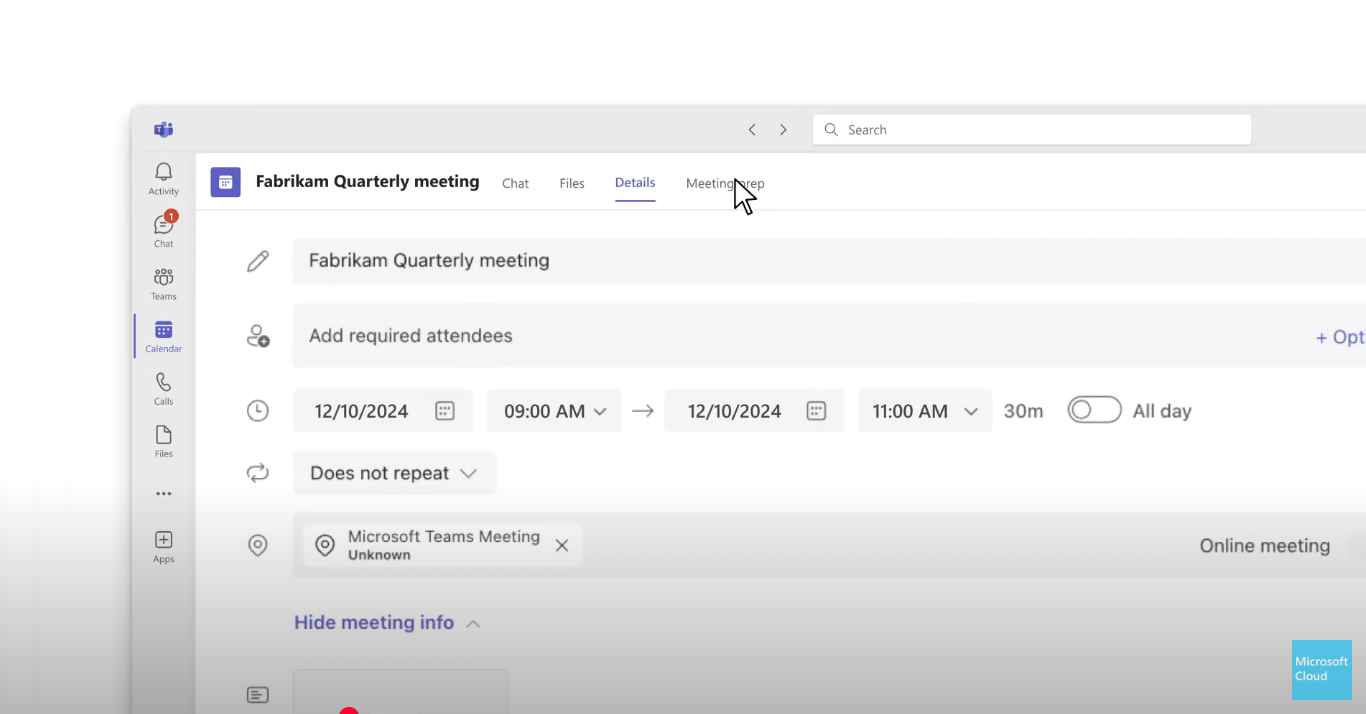 Search
Fabrikam Quarterly meeting Chat Files Details Meeting prep
Activity
1
Chat
Teams
Calendar
Calls
Files
Apps
Fabrikam Quarterly meeting
Add required attendees
+ Opt
12/10/2024 09:00 AM 12/10/2024 11:00 AM 30m All day
Does not repeat
Microsoft Teams Meeting
Unknown
Online meeting
Hide meeting info
Microsoft
Cloud